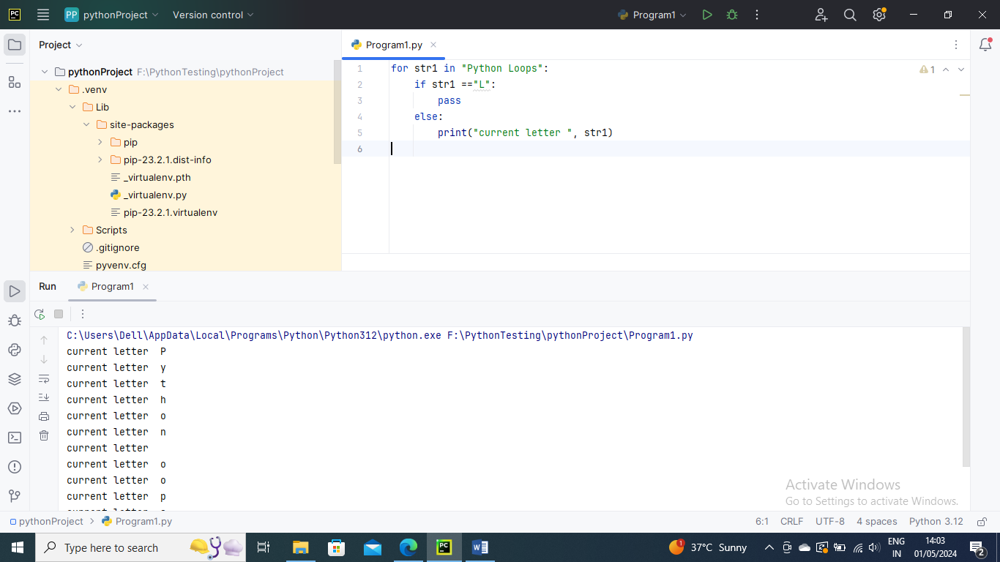 PC PP pythonProject Version control Program1
Project
Program1.py
pythonProject F:\PythonTesting\pythonProject
.venv
Lib
site-packages
pip
pip-23.2.1.dist-info
_virtualenv.pth
_virtualenv.py
pip-23.2.1.virtualenv
Scripts
.gitignore
pyvenv.cfg
1 for str1 in "Python Loops":
2 if str1 =="L":
3 pass
4 else:
5 print("current letter ", str1)
6
1
Run Program1
C:\Users\Dell\AppData\Local\Programs\Python\Python312\python.exe F:\PythonTesting\pythonProject\Program1.py
current letter  P
current letter  y
current letter  t
current letter  h
current letter  o
current letter  n
current letter
current letter  o
current letter  o
current letter  p
Activate Windows
Go to Settings to activate Windows.
pythonProject > Program1.py 6:1 CRLF UTF-8 4 spaces Python 3.12
Type here to search
PC
1 37°C Sunny
ENG
IN
14:03
01/05/2024
2